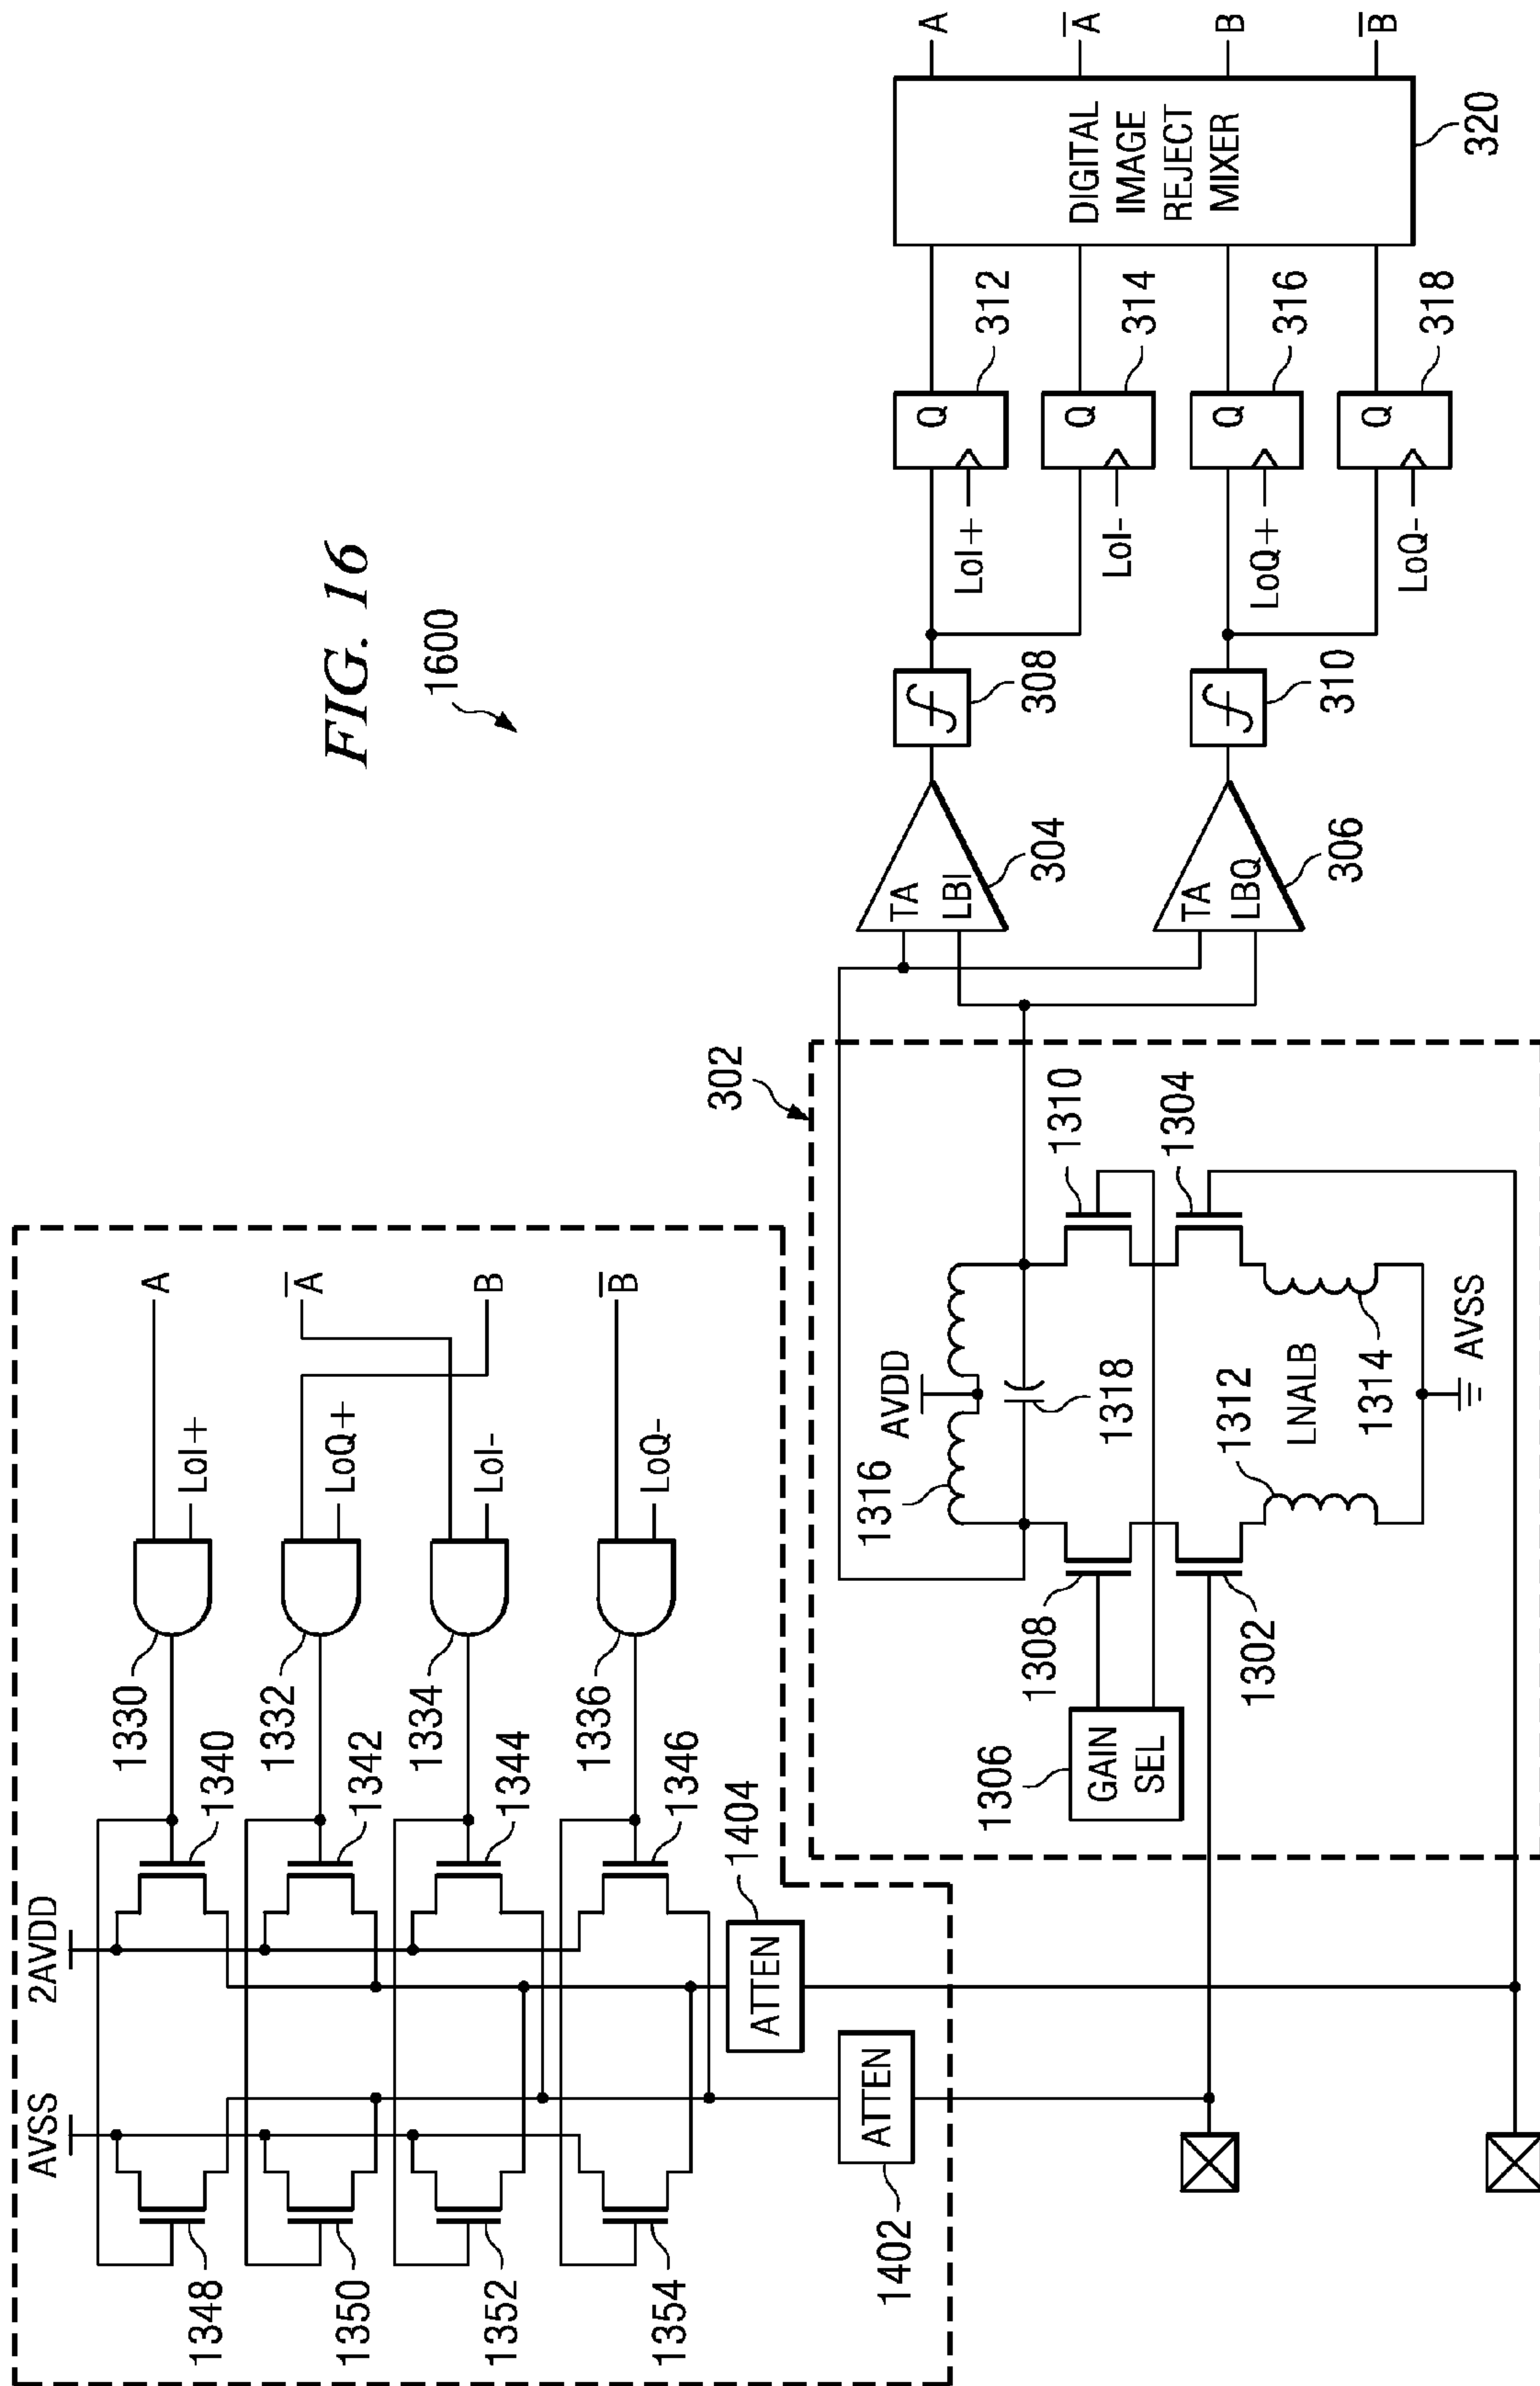 FIG. 16
1600
AVSS
2AVDD
1348
1350
1352
1354
1340
1342
1344
1346
1330
1332
1334
1336
A
LoI+
A̅
LoQ+
B
LoI-
B̅
LoQ-
1402
ATTEN
1404
ATTEN
302
1306
GAIN
SEL
1308
1302
1316
AVDD
1318
1310
1304
1312
LNALB
1314
AVSS
TA
LBI
304
TA
LBQ
306
308
310
LoI+
Q
312
LoI-
Q
314
LoQ+
Q
316
LoQ-
Q
318
DIGITAL
IMAGE
REJECT
MIXER
320
A
A̅
B
B̅